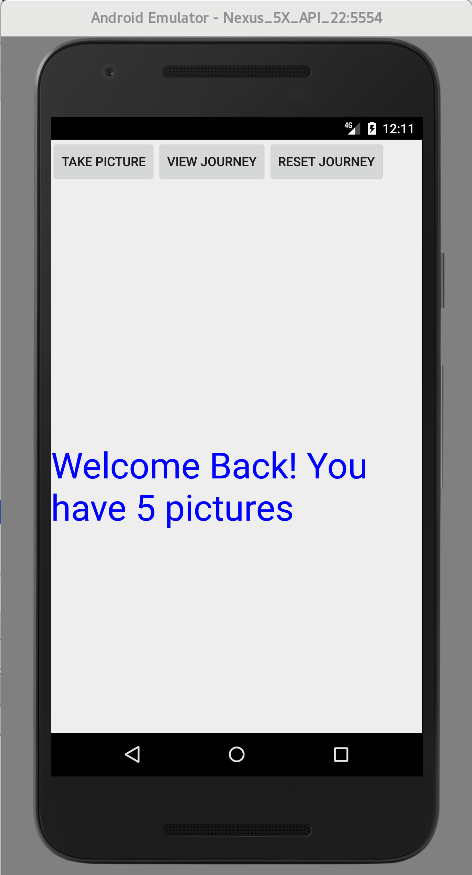 Android Emulator - Nexus_5X_API_22:5554
4G 12:11
TAKE PICTURE VIEW JOURNEY RESET JOURNEY
Welcome Back! You
have 5 pictures